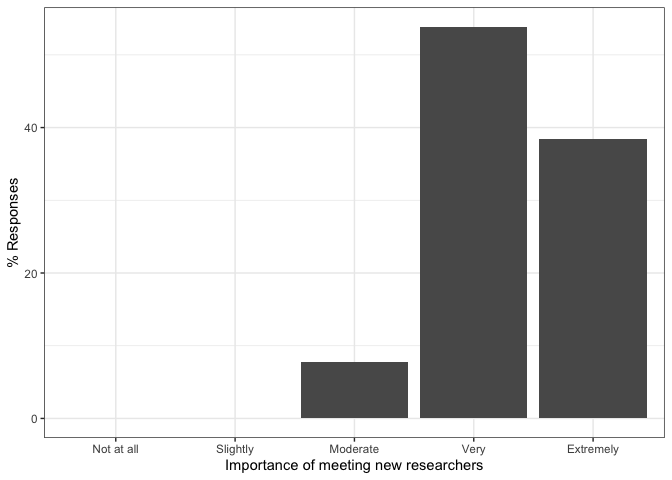 % Responses
40
20
0
Not at all Slightly Moderate Very Extremely
Importance of meeting new researchers